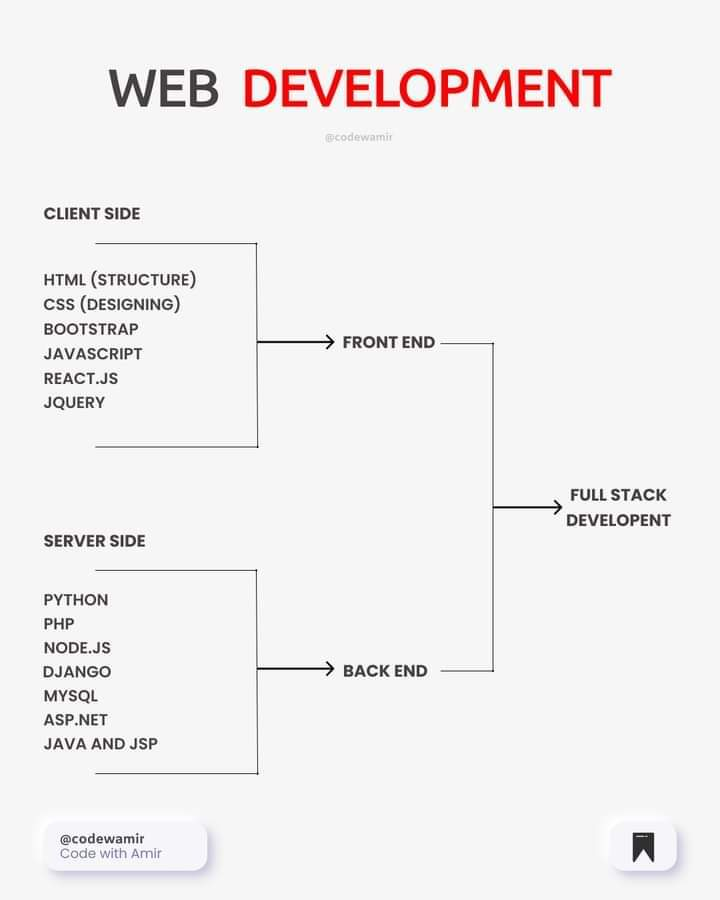 WEB DEVELOPMENT
@codewamir
CLIENT SIDE
HTML (STRUCTURE)
CSS (DESIGNING)
BOOTSTRAP
JAVASCRIPT
REACT.JS
JQUERY
FRONT END
FULL STACK
DEVELOPENT
SERVER SIDE
PYTHON
PHP
NODE.JS
DJANGO
MYSQL
ASP.NET
JAVA AND JSP
BACK END
@codewamir
Code with Amir